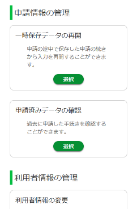 申請情報の管理
一時保存データの再開
申請の途中で保存した申請の続き
から入力を再開することができま
す。
選択
申請済みデータの確認
過去に申請した手続きを確認する
ことができます。
選択
利用者情報の管理
利用者情報の変更